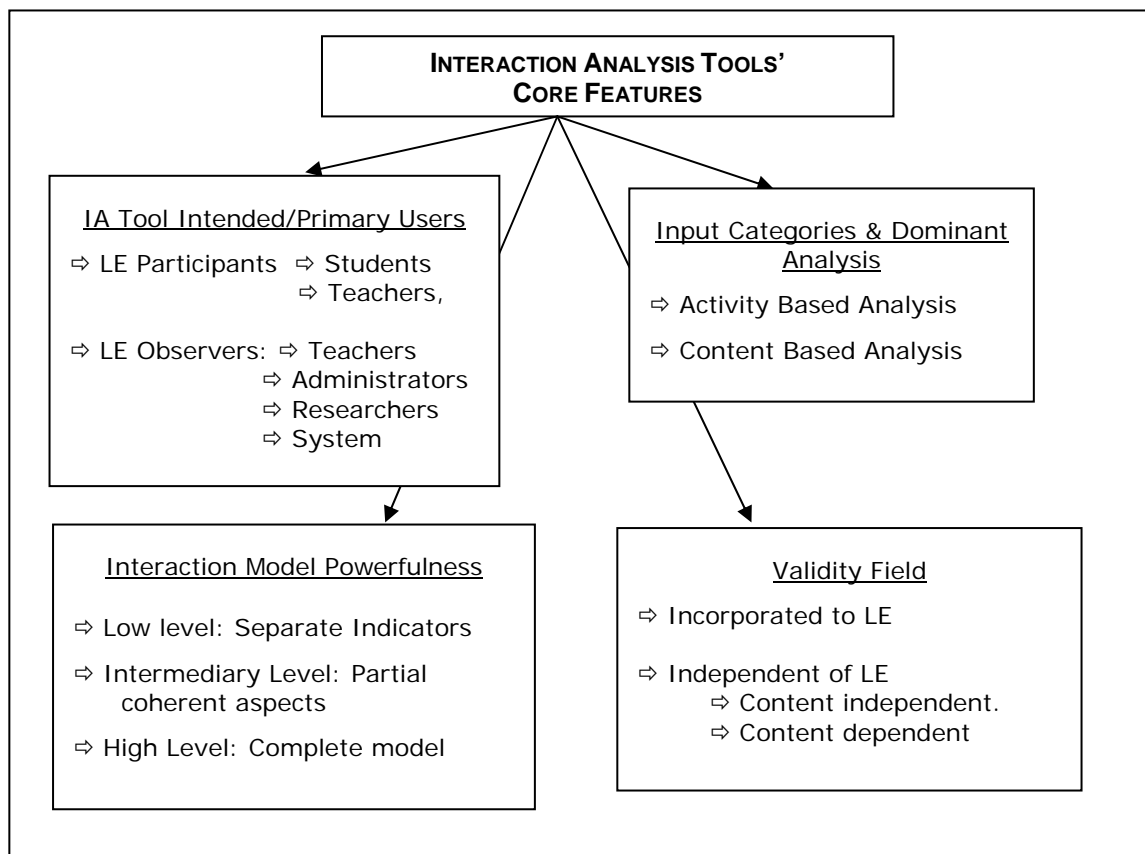 INTERACTION ANALYSIS TOOLS'
CORE FEATURES
IA Tool Intended/Primary Users
⇨ LE Participants ⇨ Students
⇨ Teachers,
⇨ LE Observers: ⇨ Teachers
⇨ Administrators
⇨ Researchers
⇨ System
Input Categories & Dominant
Analysis
⇨ Activity Based Analysis
⇨ Content Based Analysis
Interaction Model Powerfulness
⇨ Low level: Separate Indicators
⇨ Intermediary Level: Partial
coherent aspects
⇨ High Level: Complete model
Validity Field
⇨ Incorporated to LE
⇨ Independent of LE
⇨ Content independent.
⇨ Content dependent